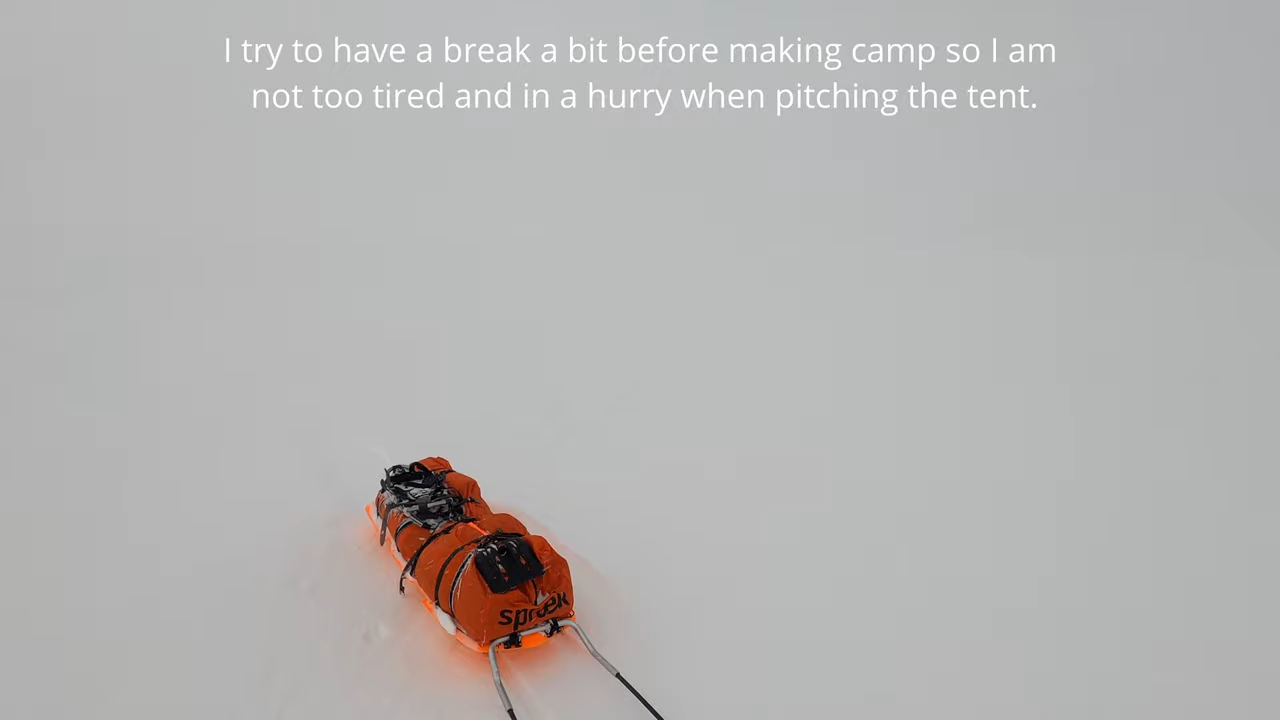 I try to have a break a bit before making camp so I am
not too tired and in a hurry when pitching the tent.